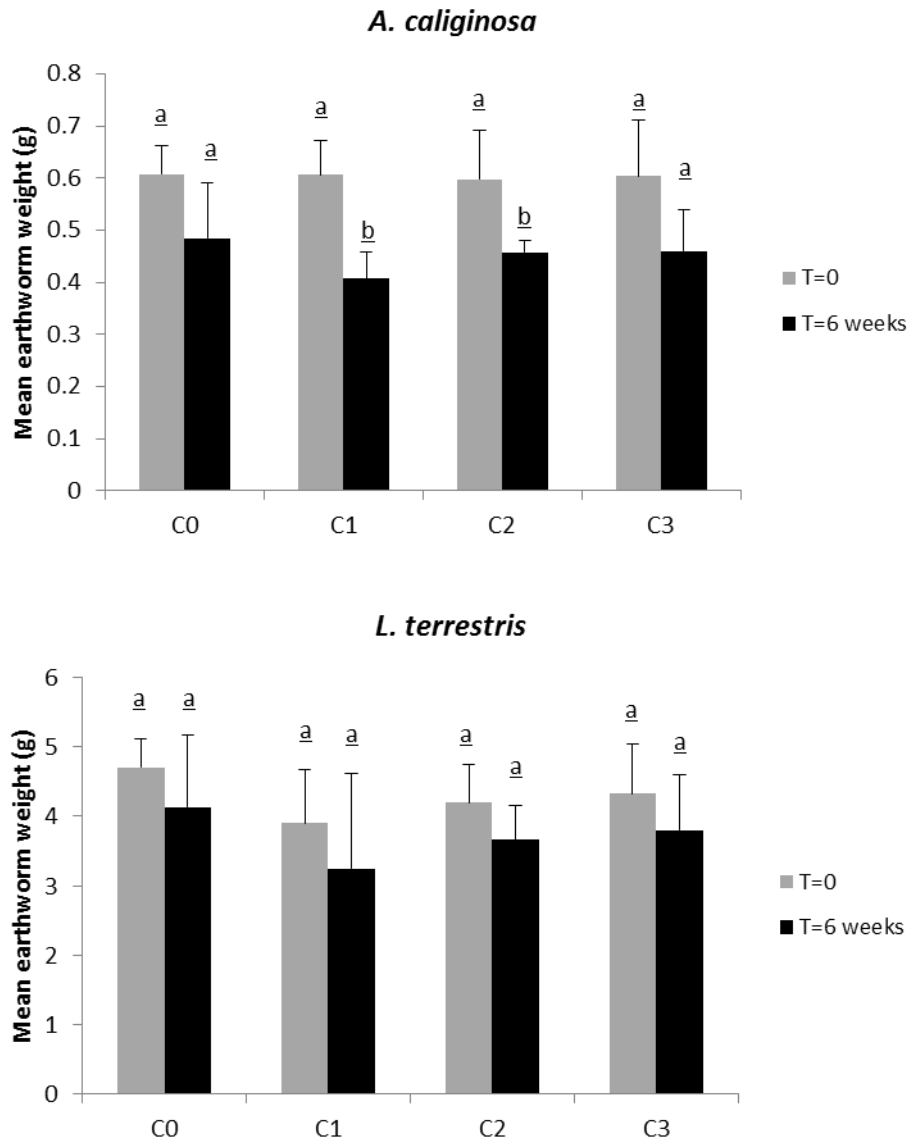 A. caliginosa
Mean earthworm weight (g)
0.8
0.7
0.6
0.5
0.4
0.3
0.2
0.1
0
a
a
a
b
a
b
a
a
C0
C1
C2
C3
T=0
T=6 weeks
L. terrestris
Mean earthworm weight (g)
6
5
4
3
2
1
0
a
a
a
a
a
a
a
a
C0
C1
C2
C3
T=0
T=6 weeks